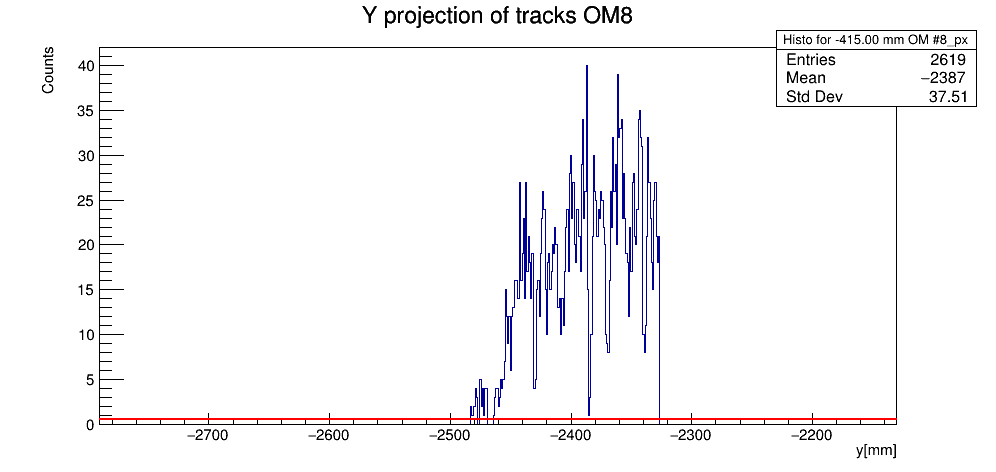 Y projection of tracks OM8
Histo for -415.00 mm OM #8_px
Entries 2619
Mean −2387
Std Dev 37.51
Counts
40
35
30
25
20
15
10
5
0
−2700 −2600 −2500 −2400 −2300 −2200
y[mm]